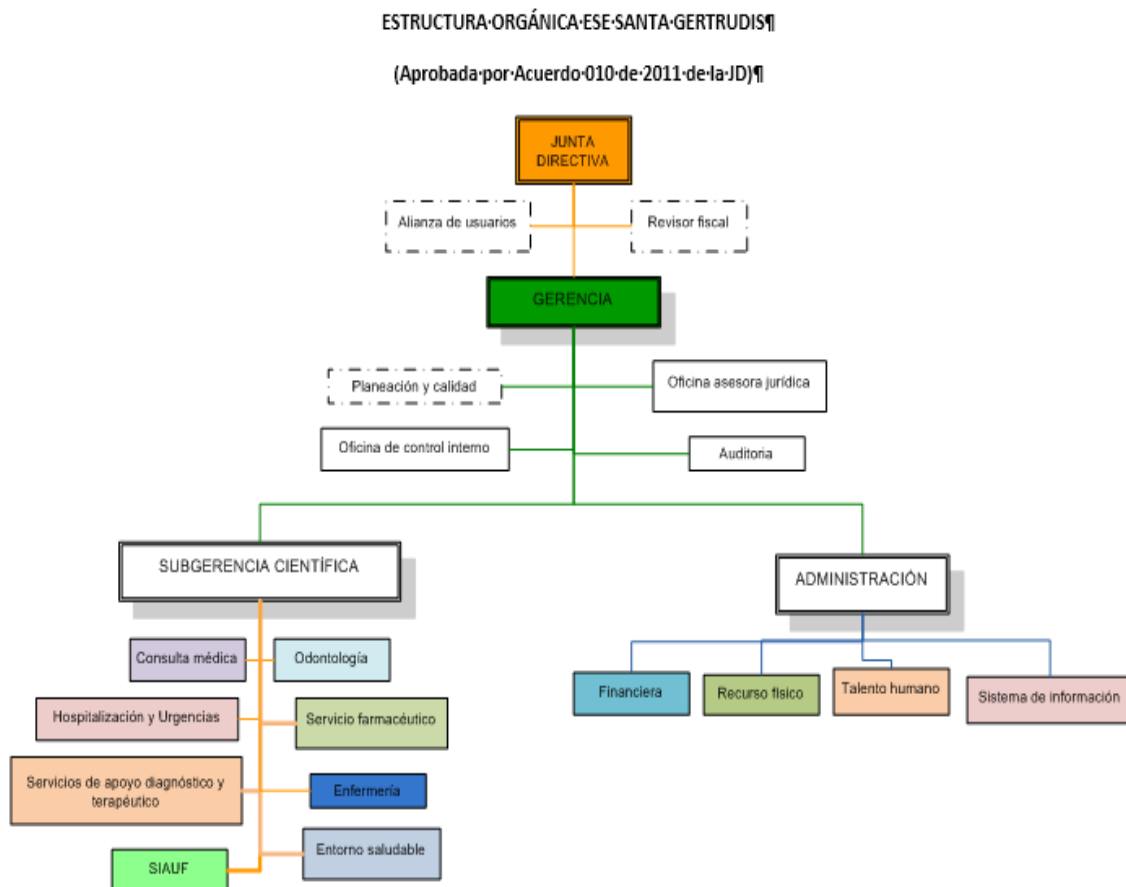 ESTRUCTURA·ORGÁNICA·ESE·SANTA·GERTRUDIS¶
(Aprobada·por·Acuerdo·010·de·2011·de·la·JD)¶
JUNTA
DIRECTIVA
Alianza de usuarios
Revisor fiscal
GERENCIA
Planeación y calidad
Oficina asesora jurídica
Oficina de control interno
Auditoria
SUBGERENCIA CIENTÍFICA
ADMINISTRACIÓN
Consulta médica
Odontología
Financiera
Recurso físico
Talento humano
Sistema de información
Hospitalización y Urgencias
Servicio farmacéutico
Servicios de apoyo diagnóstico y
terapéutico
Enfermería
Entorno saludable
SIAUF